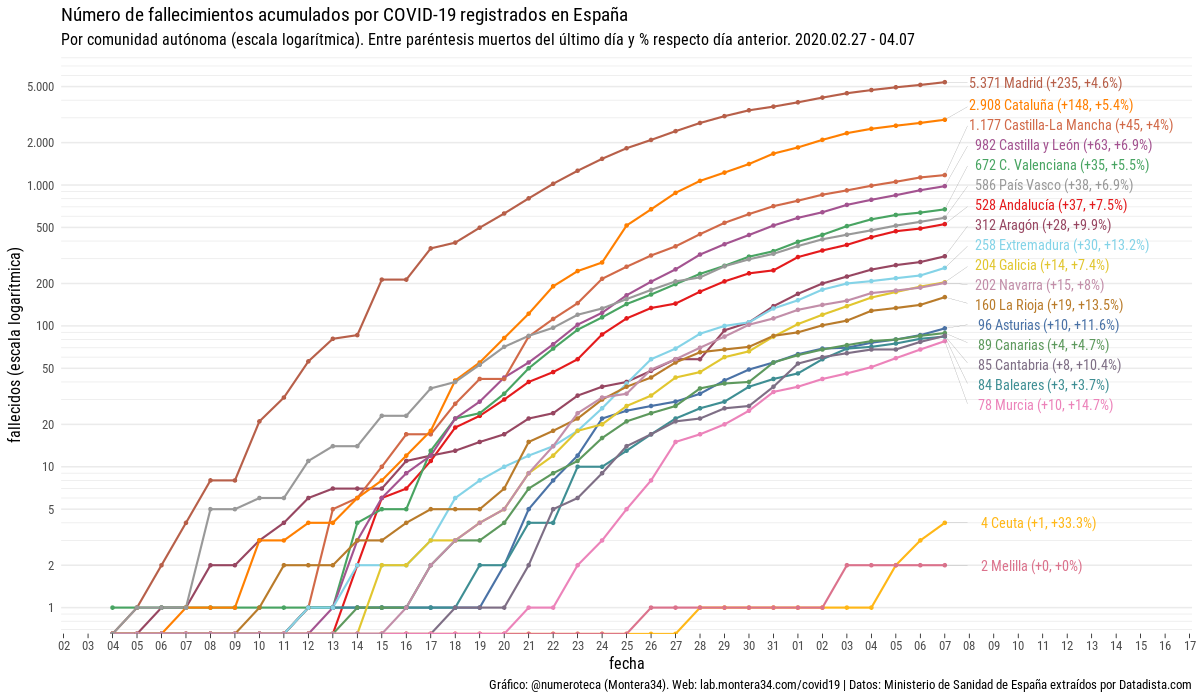 Número de fallecimientos acumulados por COVID-19 registrados en España
Por comunidad autónoma (escala logarítmica). Entre paréntesis muertos del último día y % respecto día anterior. 2020.02.27 - 04.07
fallecidos (escala logarítmica)
5.000
2.000
1.000
500
200
100
50
20
10
5
2
1
5.371 Madrid (+235, +4.6%)
2.908 Cataluña (+148, +5.4%)
1.177 Castilla-La Mancha (+45, +4%)
982 Castilla y León (+63, +6.9%)
672 C. Valenciana (+35, +5.5%)
586 País Vasco (+38, +6.9%)
528 Andalucía (+37, +7.5%)
312 Aragón (+28, +9.9%)
258 Extremadura (+30, +13.2%)
204 Galicia (+14, +7.4%)
202 Navarra (+15, +8%)
160 La Rioja (+19, +13.5%)
96 Asturias (+10, +11.6%)
89 Canarias (+4, +4.7%)
85 Cantabria (+8, +10.4%)
84 Baleares (+3, +3.7%)
78 Murcia (+10, +14.7%)
4 Ceuta (+1, +33.3%)
2 Melilla (+0, +0%)
02 03 04 05 06 07 08 09 10 11 12 13 14 15 16 17 18 19 20 21 22 23 24 25 26 27 28 29 30 31 01 02 03 04 05 06 07 08 09 10 11 12 13 14 15 16 17
fecha
Gráfico: @numeroteca (Montera34). Web: lab.montera34.com/covid19 | Datos: Ministerio de Sanidad de España extraídos por Datadista.com